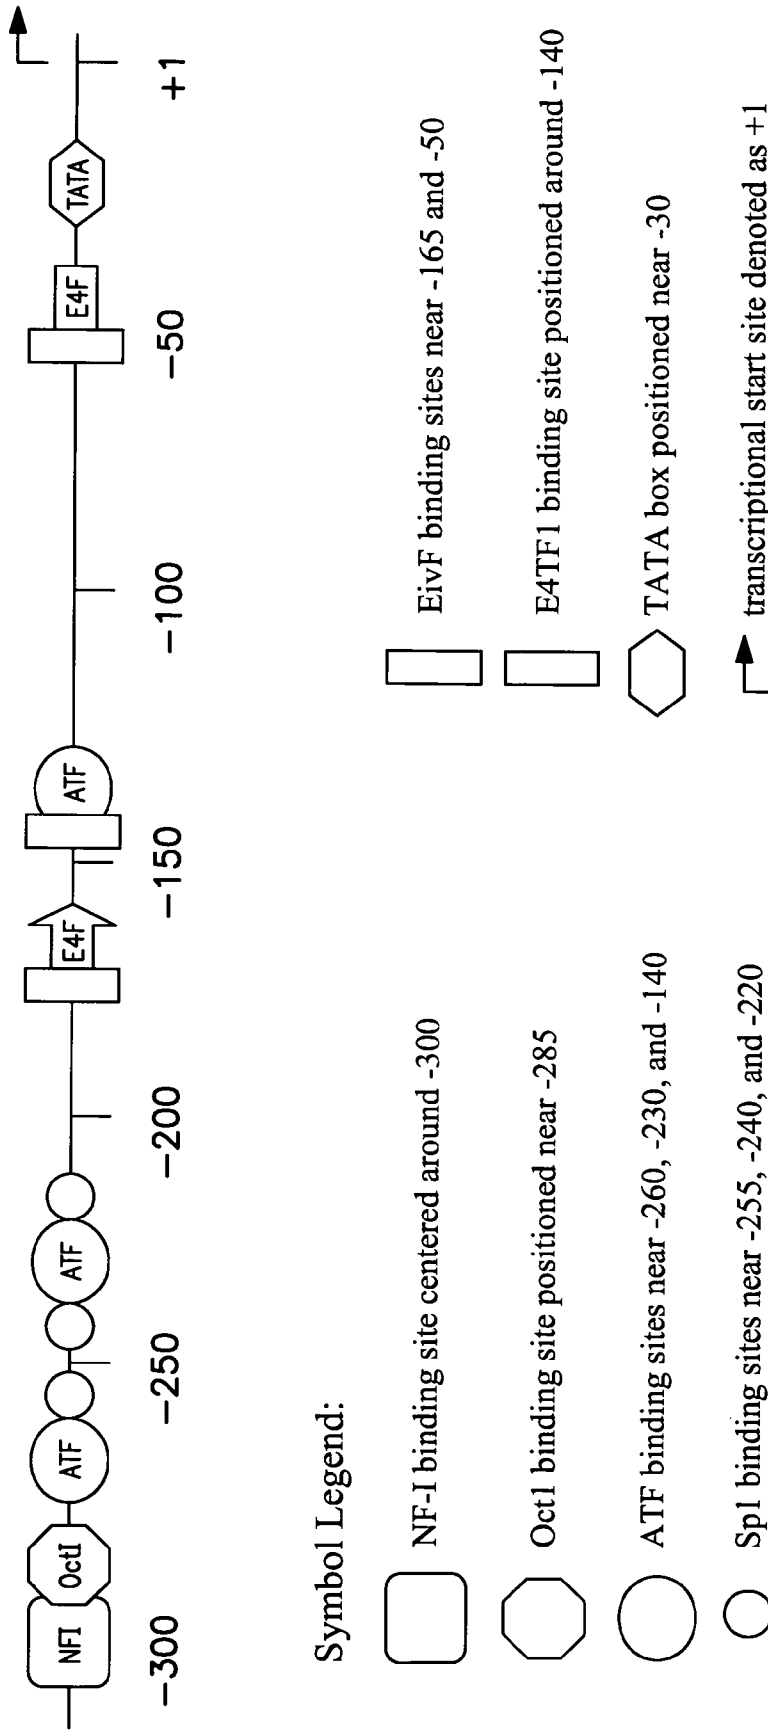 NFI
OctI
ATF
ATF
E4F
ATF
E4F
TATA
-300
-250
-200
-150
-100
-50
+1
Symbol Legend:
NF-I binding site centered around -300
Oct1 binding site positioned near -285
ATF binding sites near -260, -230, and -140
Sp1 binding sites near -255, -240, and -220
EivF binding sites near -165 and -50
E4TF1 binding site positioned around -140
TATA box positioned near -30
transcriptional start site denoted as +1